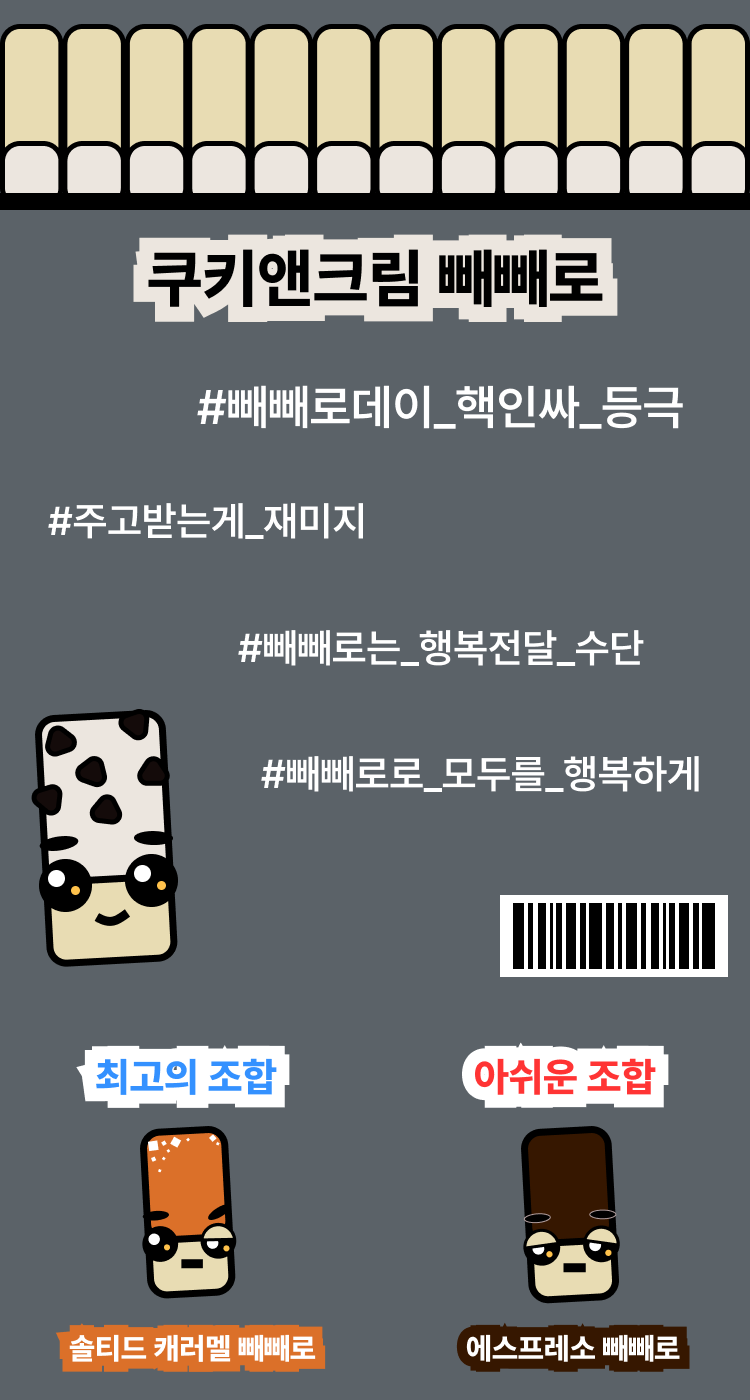 쿠키앤크림 빼빼로
#빼빼로데이_핵인싸_등극
#주고받는게_재미지
#빼빼로는_행복전달_수단
#빼빼로로_모두를_행복하게
최고의 조합
아쉬운 조합
솔티드 캐러멜 빼빼로
에스프레소 빼빼로